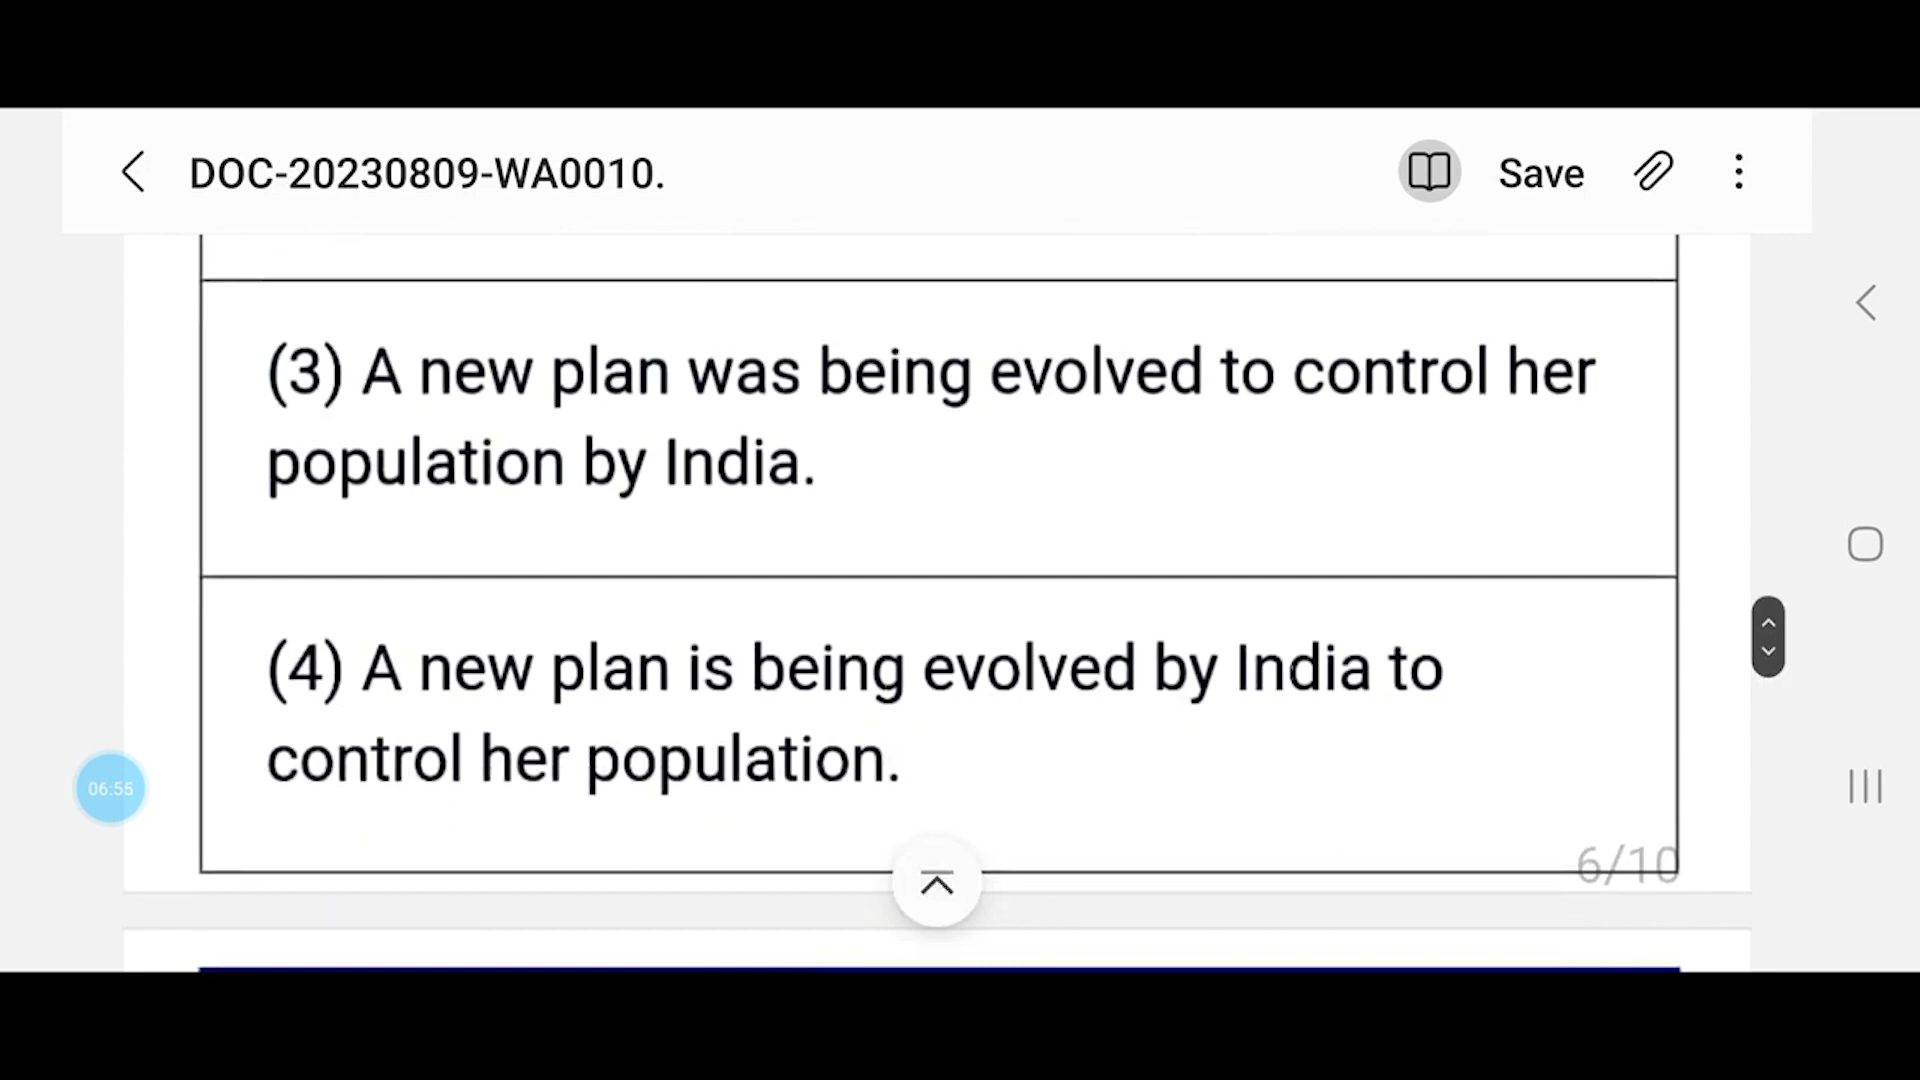 DOC-20230809-WA0010.
Save
(3) A new plan was being evolved to control her
population by India.
(4) A new plan is being evolved by India to
control her population.
06:55
6/10